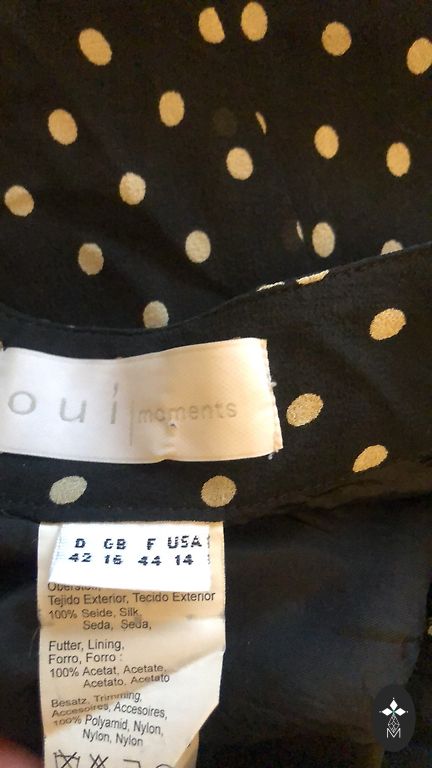 oui moments
D GB F USA
42 16 44 14
Tejido Exterior, Tecido Exterior
100% Seide, Silk,
Seda, Seda,
Futter, Lining,
Forro, Forro :
100% Acetat, Acetate,
Acetato, Acetato
Besatz, Trimming,
Accesoires, Accesoires,
100% Polyamid, Nylon,
Nylon, Nylon
M